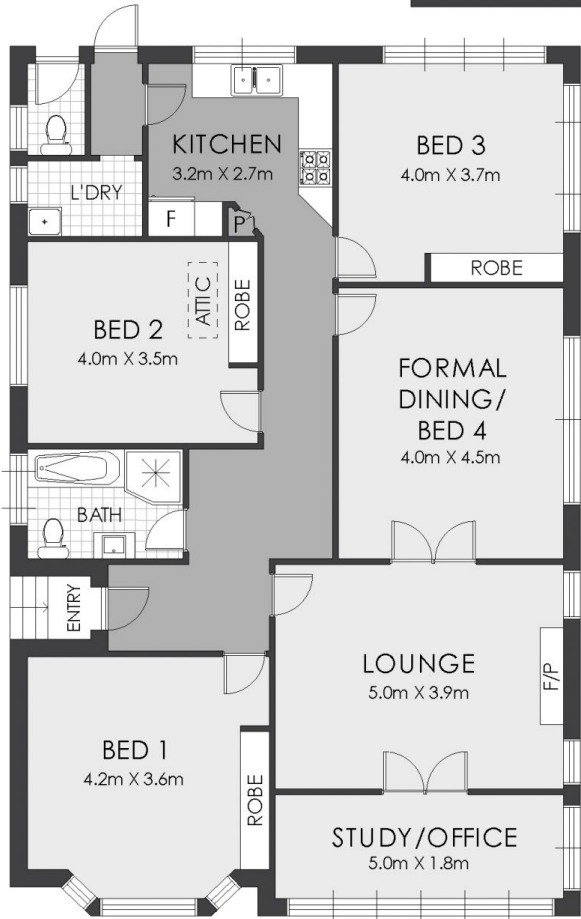 KITCHEN
3.2m X 2.7m
BED 3
4.0m X 3.7m
L'DRY
F
P
ROBE
BED 2
4.0m X 3.5m
ATTIC
ROBE
FORMAL
DINING/
BED 4
4.0m X 4.5m
BATH
ENTRY
LOUNGE
5.0m X 3.9m
F/P
BED 1
4.2m X 3.6m
ROBE
STUDY/OFFICE
5.0m X 1.8m